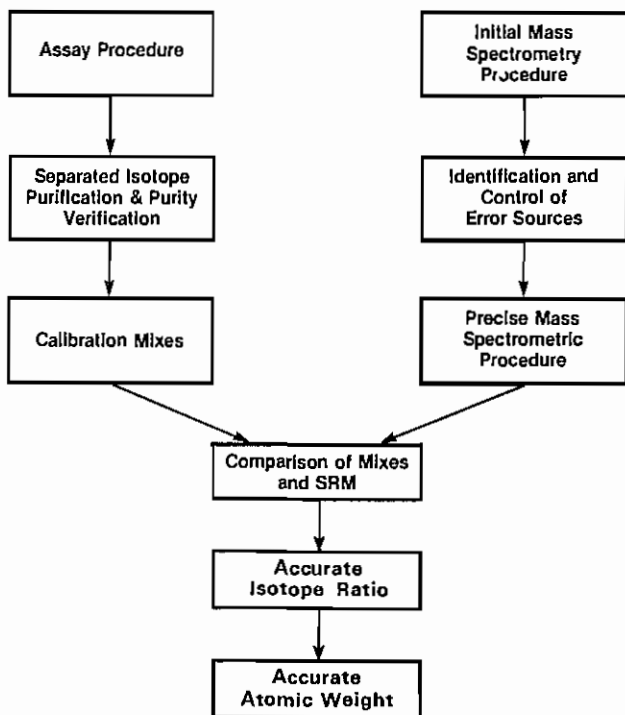 Assay Procedure
Initial Mass
Spectrometry
Procedure
Separated Isotope
Purification & Purity
Verification
Identification and
Control of
Error Sources
Calibration Mixes
Precise Mass
Spectrometric
Procedure
Comparison of Mixes
and SRM
Accurate
Isotope Ratio
Accurate
Atomic Weight